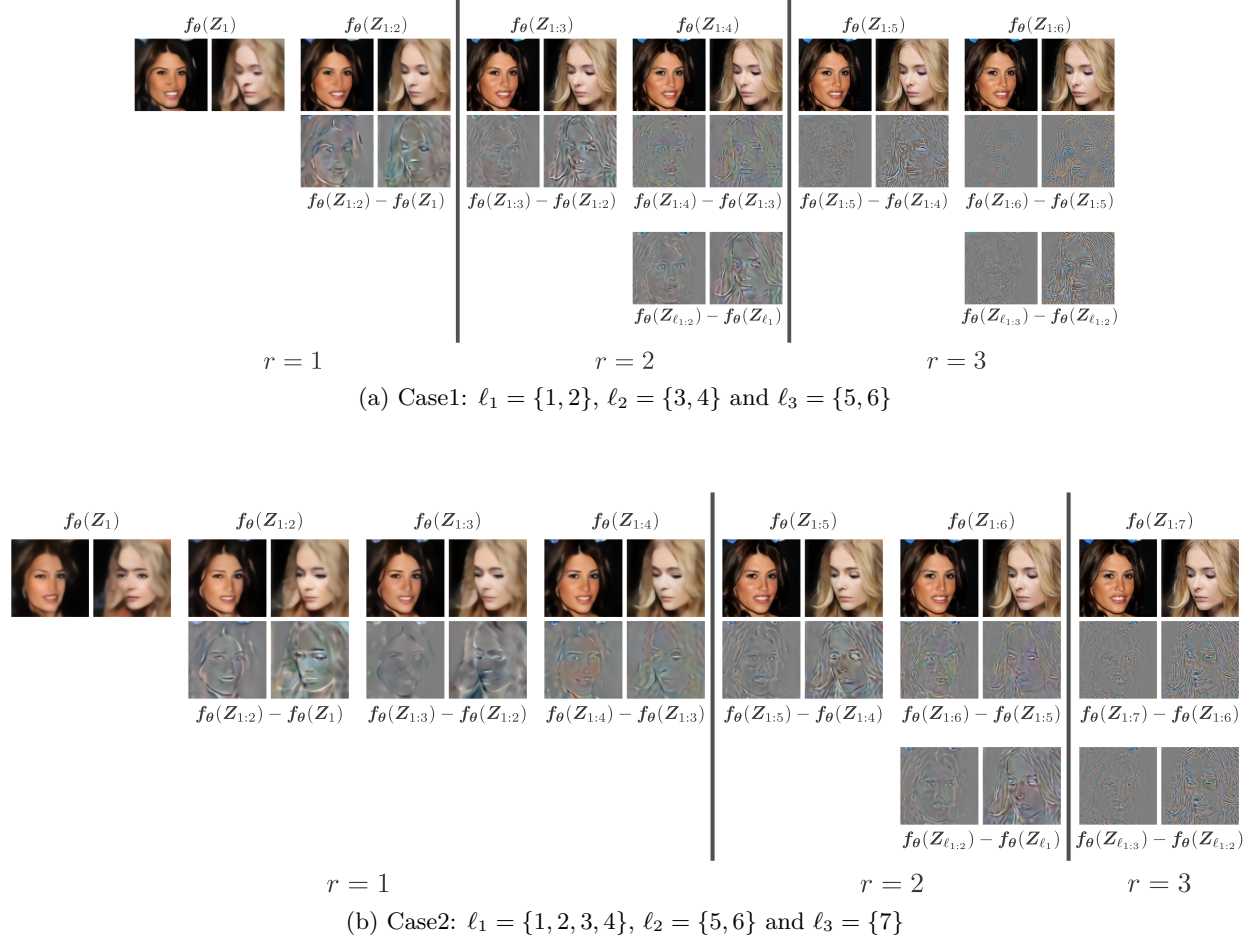 fθ(Z1) fθ(Z1:2) fθ(Z1:3) fθ(Z1:4) fθ(Z1:5) fθ(Z1:6)
fθ(Z1:2) − fθ(Z1) fθ(Z1:3) − fθ(Z1:2) fθ(Z1:4) − fθ(Z1:3) fθ(Z1:5) − fθ(Z1:4) fθ(Z1:6) − fθ(Z1:5)
fθ(Zℓ1:2) − fθ(Zℓ1) fθ(Zℓ1:3) − fθ(Zℓ1:2)
r = 1 r = 2 r = 3
(a) Case1: ℓ1 = {1, 2}, ℓ2 = {3, 4} and ℓ3 = {5, 6}
fθ(Z1) fθ(Z1:2) fθ(Z1:3) fθ(Z1:4) fθ(Z1:5) fθ(Z1:6) fθ(Z1:7)
fθ(Z1:2) − fθ(Z1) fθ(Z1:3) − fθ(Z1:2) fθ(Z1:4) − fθ(Z1:3) fθ(Z1:5) − fθ(Z1:4) fθ(Z1:6) − fθ(Z1:5) fθ(Z1:7) − fθ(Z1:6)
fθ(Zℓ1:2) − fθ(Zℓ1) fθ(Zℓ1:3) − fθ(Zℓ1:2)
r = 1 r = 2 r = 3
(b) Case2: ℓ1 = {1, 2, 3, 4}, ℓ2 = {5, 6} and ℓ3 = {7}